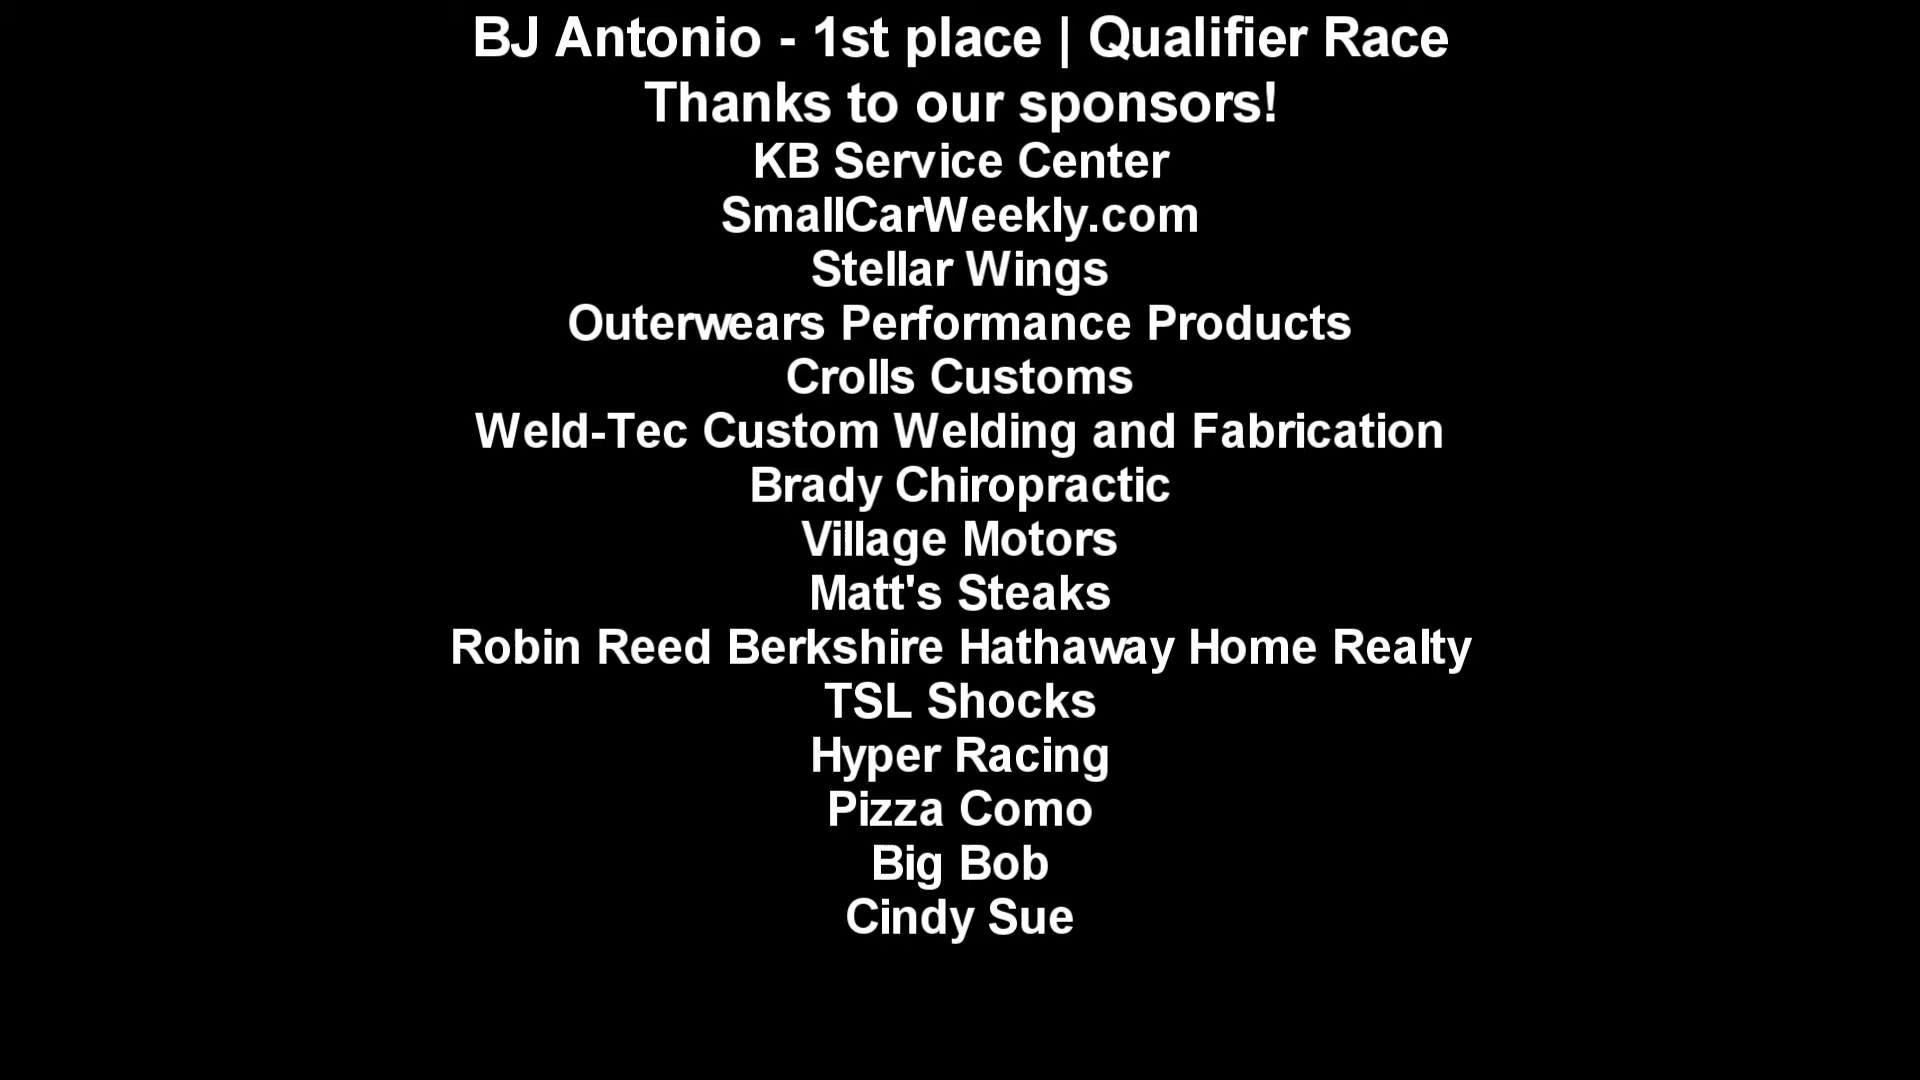 BJ Antonio - 1st place | Qualifier Race
Thanks to our sponsors!
KB Service Center
SmallCarWeekly.com
Stellar Wings
Outerwears Performance Products
Crolls Customs
Weld-Tec Custom Welding and Fabrication
Brady Chiropractic
Village Motors
Matt's Steaks
Robin Reed Berkshire Hathaway Home Realty
TSL Shocks
Hyper Racing
Pizza Como
Big Bob
Cindy Sue